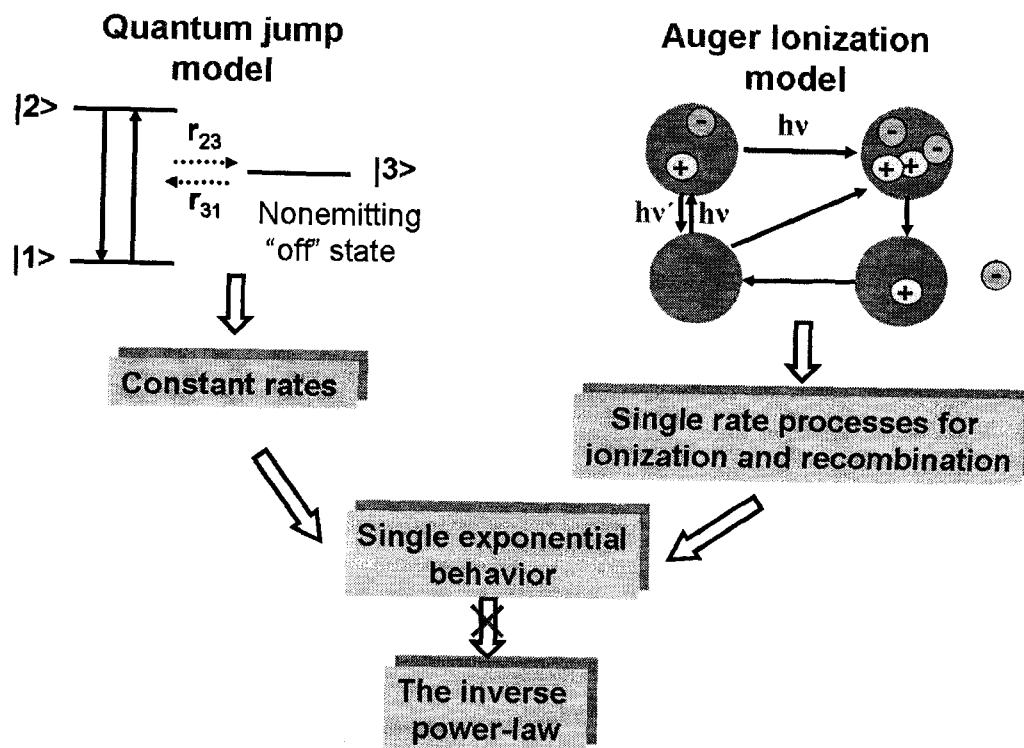 Quantum jump
model
|2>
r23
r31
|3>
Nonemitting
"off" state
|1>
Constant rates
Auger Ionization
model
-
+
hν
-
-
+
+
hν´
hν
+
-
Single rate processes for
ionization and recombination
Single exponential
behavior
The inverse
power-law